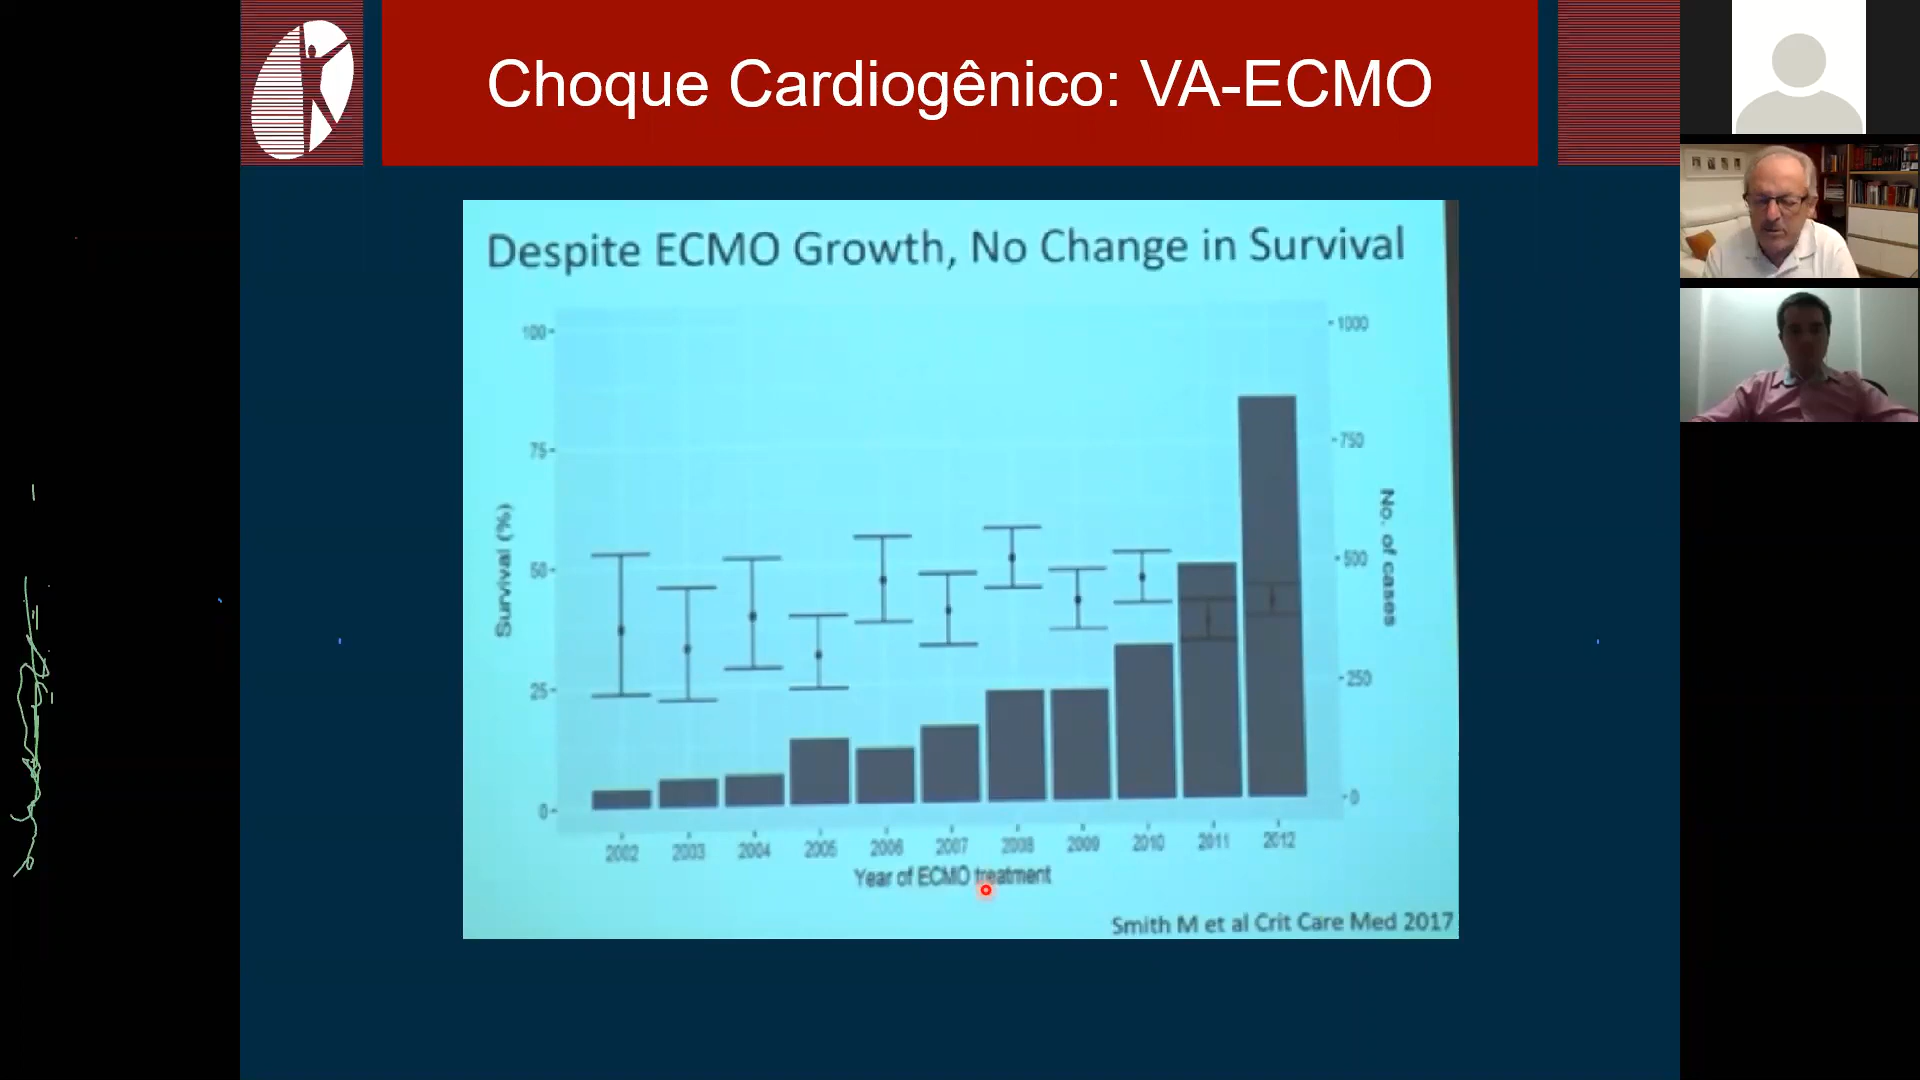 Choque Cardiogênico: VA-ECMO
Despite ECMO Growth, No Change in Survival
100
75
50
25
0
Survival (%)
1000
750
500
250
0
No. of cases
2002 2003 2004 2005 2006 2007 2008 2009 2010 2011 2012
Year of ECMO treatment
Smith M et al Crit Care Med 2017